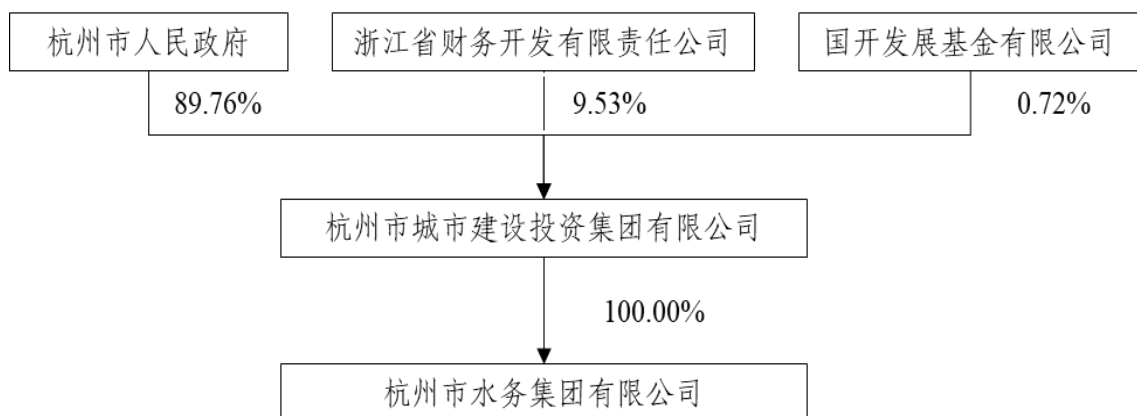 杭州市人民政府
浙江省财务开发有限责任公司
国开发展基金有限公司
89.76%
9.53%
0.72%
杭州市城市建设投资集团有限公司
100.00%
杭州市水务集团有限公司